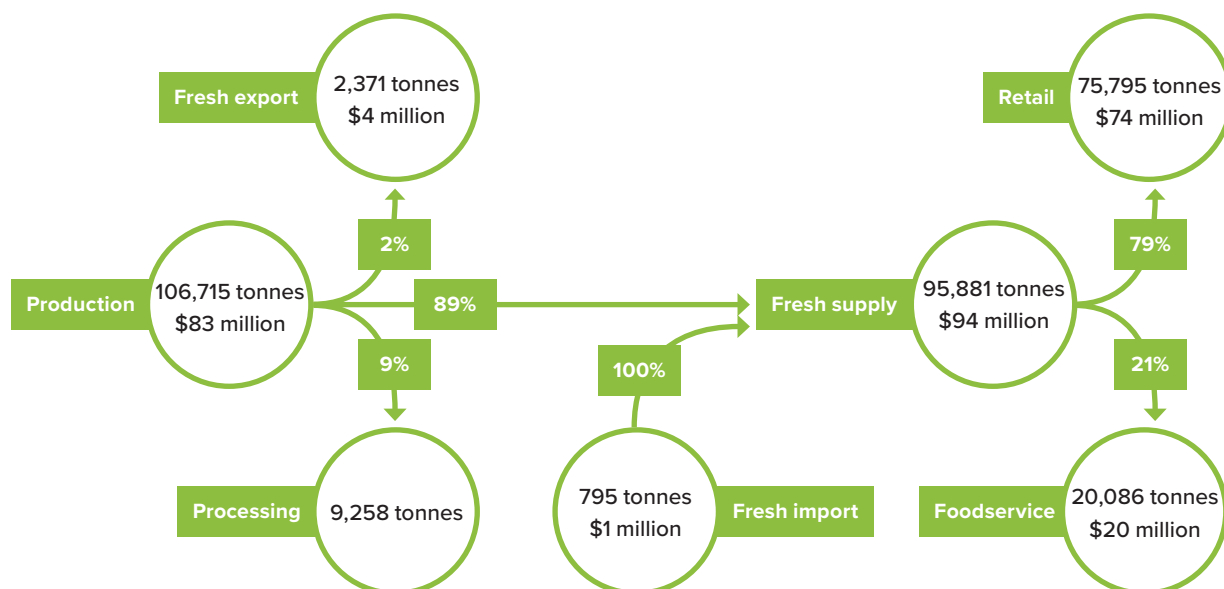 Fresh export
2,371 tonnes
$4 million
Retail
75,795 tonnes
$74 million
2%
79%
Production
106,715 tonnes
$83 million
89%
Fresh supply
95,881 tonnes
$94 million
9%
100%
21%
Processing
9,258 tonnes
795 tonnes
$1 million
Fresh import
Foodservice
20,086 tonnes
$20 million